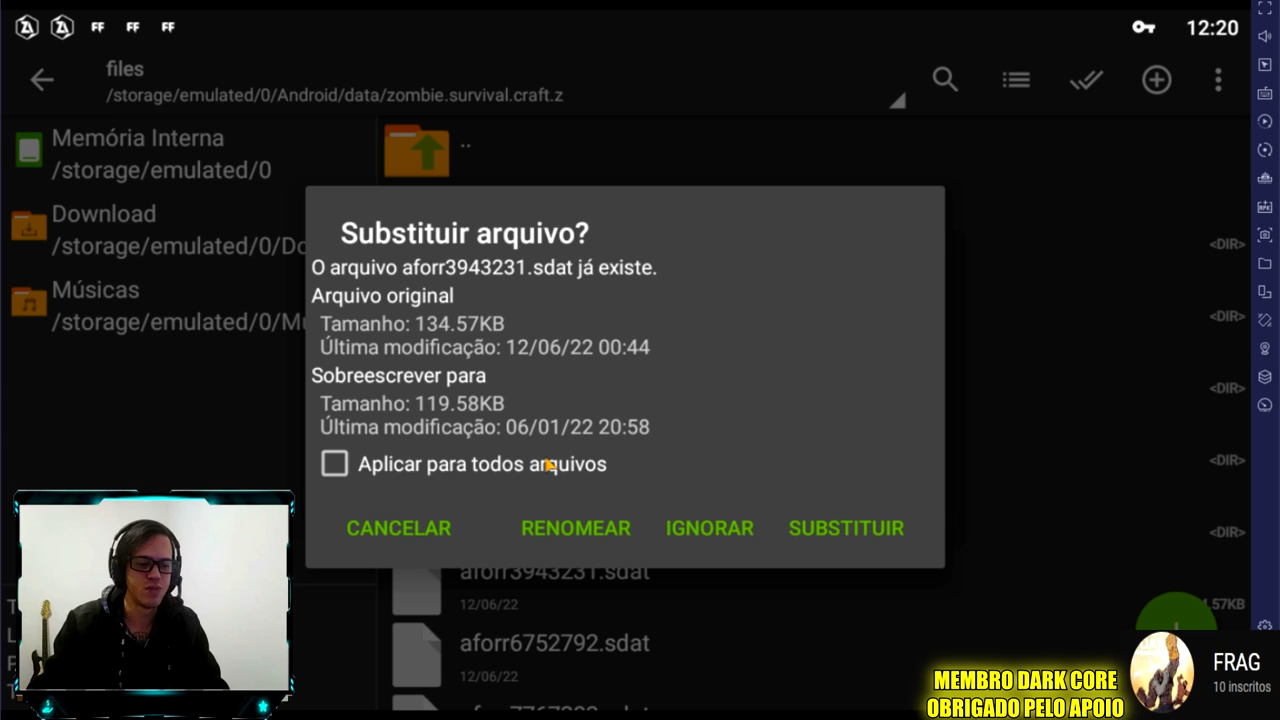 FF FF FF
12:20
files
/storage/emulated/0/Android/data/zombie.survival.craft.z
Memória Interna
/storage/emulated/0
..
Download
/storage/emulated/0/Do
<DIR>
Músicas
/storage/emulated/0/Mú
<DIR>
<DIR>
<DIR>
<DIR>
Substituir arquivo?
O arquivo aforr3943231.sdat já existe.
Arquivo original
Tamanho: 134.57KB
Última modificação: 12/06/22 00:44
Sobreescrever para
Tamanho: 119.58KB
Última modificação: 06/01/22 20:58
Aplicar para todos arquivos
CANCELAR RENOMEAR IGNORAR SUBSTITUIR
aforr3943231.sdat
12/06/22
4.57KB
aforr6752792.sdat
12/06/22
MEMBRO DARK CORE
OBRIGADO PELO APOIO
FRAG
10 inscritos